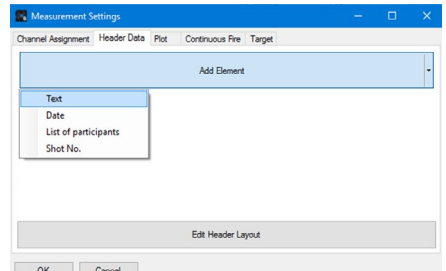 Measurement Settings
Channel Assignment Header Data Plot Continuous Fire Target
Add Element
Text
Date
List of participants
Shot No.
Edit Header Layout
OK Cancel